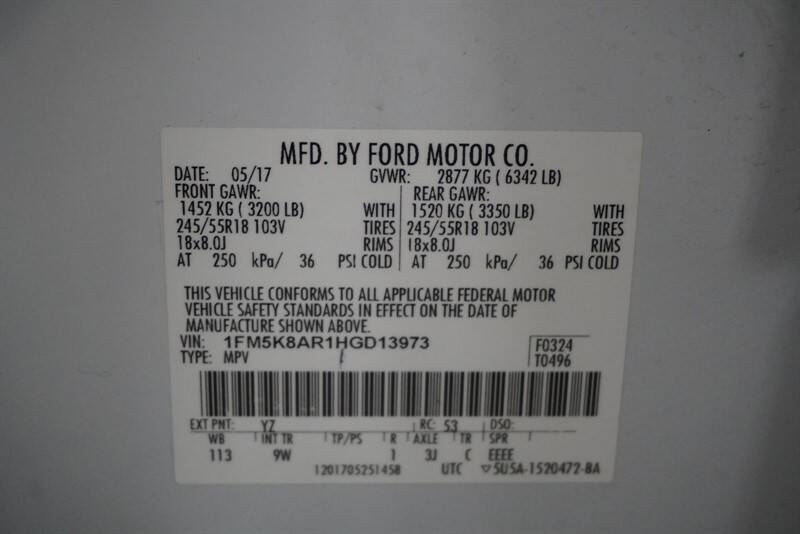 MFD. BY FORD MOTOR CO.
DATE: 05/17 GVWR: 2877 KG ( 6342 LB)
FRONT GAWR: REAR GAWR:
1452 KG ( 3200 LB) WITH 1520 KG ( 3350 LB) WITH
245/55R18 103V TIRES 245/55R18 103V TIRES
18x8.0J RIMS 18x8.0J RIMS
AT 250 kPa/ 36 PSI COLD AT 250 kPa/ 36 PSI COLD
THIS VEHICLE CONFORMS TO ALL APPLICABLE FEDERAL MOTOR
VEHICLE SAFETY STANDARDS IN EFFECT ON THE DATE OF
MANUFACTURE SHOWN ABOVE.
VIN: 1FM5K8AR1HGD13973 F0324
TYPE: MPV T0496
EXT PNT: YZ RC: 53 DSO:
WB INT TR TP/PS R AXLE TR SPR
113 9W 1 3J C EEEE
1201705251458 UTC ▽5U5A-1520472-BA